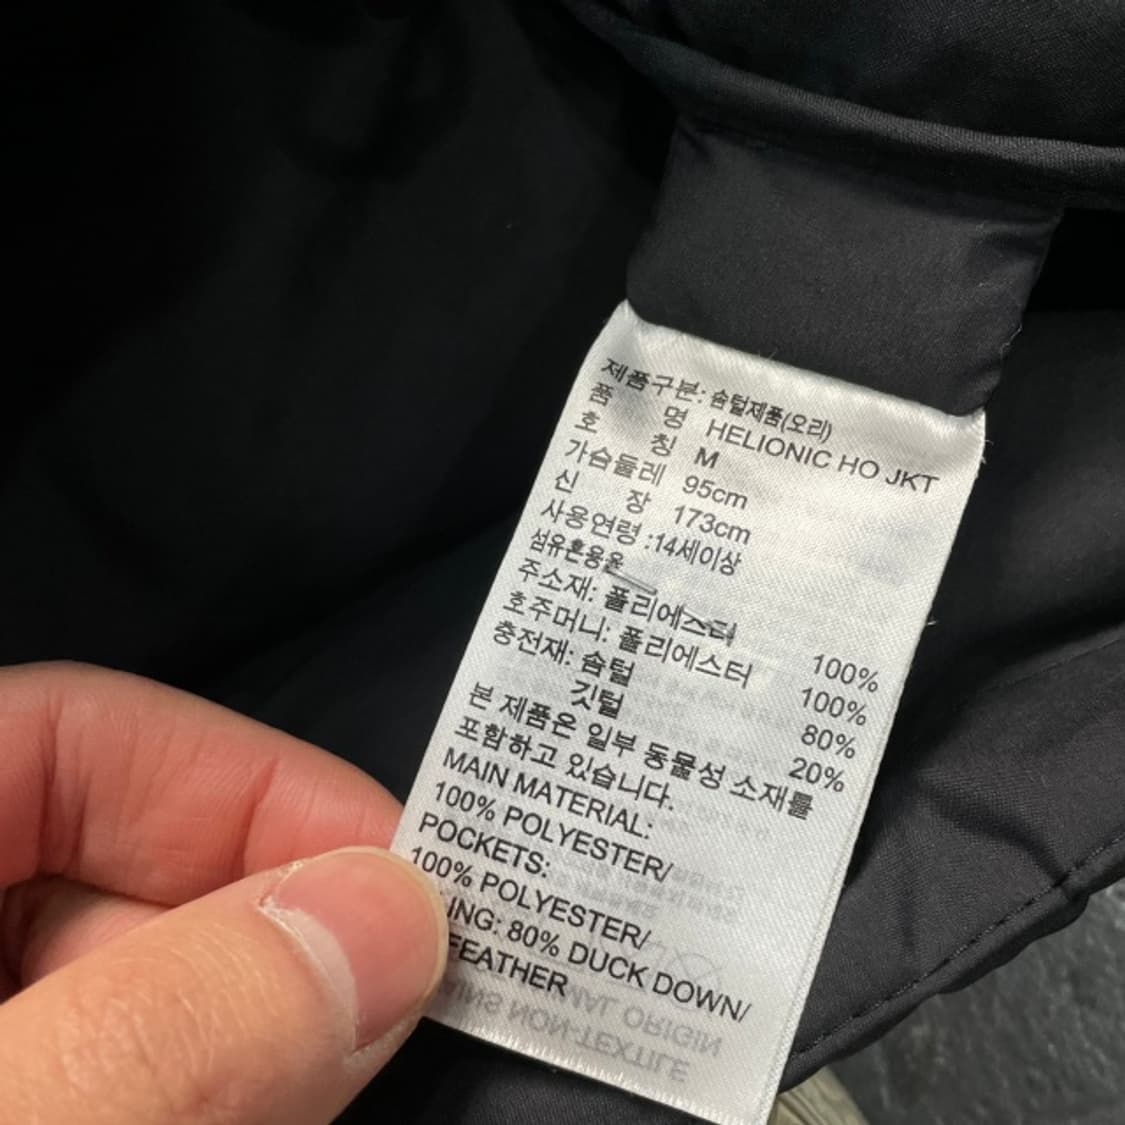 제품구분: 솜털제품(오리)
품 명 HELIONIC HO JKT
호 칭 M
가슴둘레 95cm
신 장 173cm
사용연령 :14세이상
섬유혼용율
주소재: 폴리에스터 100%
호주머니: 폴리에스터 100%
충전재: 솜털 80%
깃털 20%
본 제품은 일부 동물성 소재를
포함하고 있습니다.
MAIN MATERIAL:
100% POLYESTER/
POCKETS:
100% POLYESTER/
80% DUCK DOWN/
FEATHER
NON-TEXTILE
ORIGIN